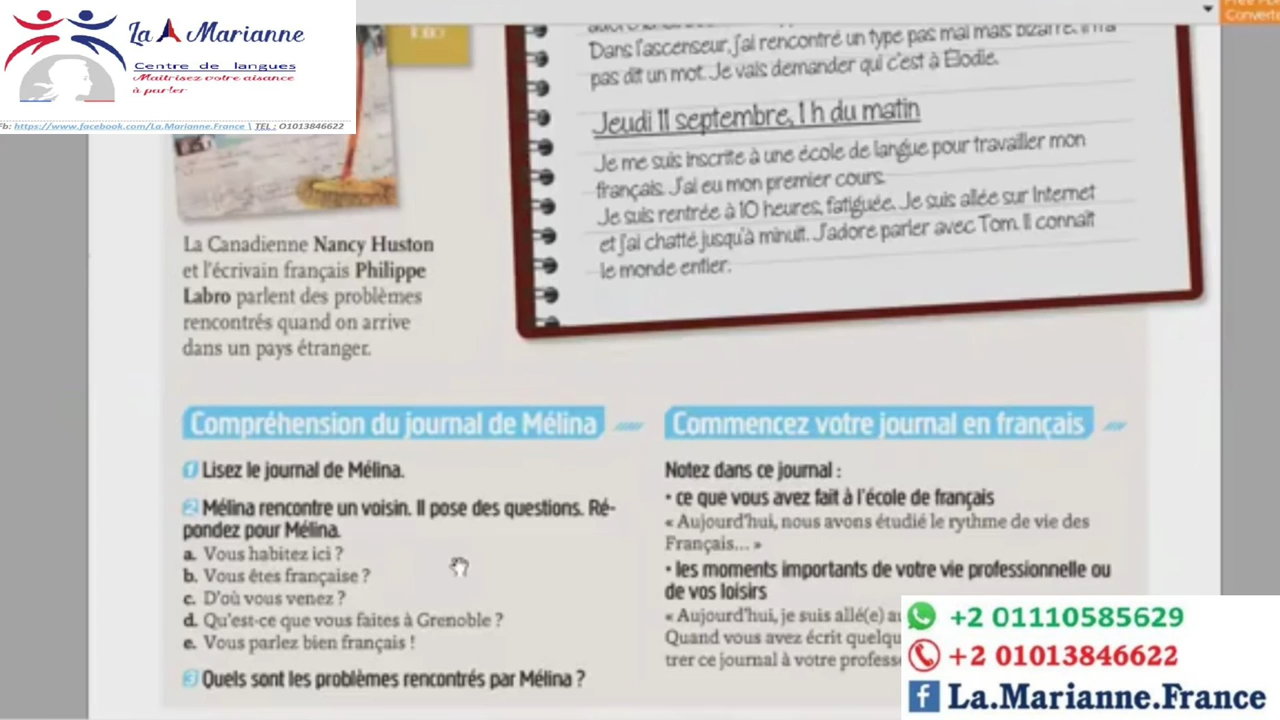 La Marianne
Centre de langues
Maîtrisez votre aisance
à parler
Fb: https://www.facebook.com/La.Marianne.France \ TEL : 01013846622
Converte
Dans l'ascenseur, j'ai rencontré un type pas mal mais bizarre. Il m'a
pas dit un mot. Je vais demander qui c'est à Élodie.
Jeudi 11 septembre, 1 h du matin
Je me suis inscrite à une école de langue pour travailler mon
français. J'ai eu mon premier cours.
Je suis rentrée à 10 heures, fatiguée. Je suis allée sur Internet
et j'ai chatté jusqu'à minuit. J'adore parler avec Tom. Il connaît
le monde entier.
La Canadienne Nancy Huston
et l'écrivain français Philippe
Labro parlent des problèmes
rencontrés quand on arrive
dans un pays étranger.
Compréhension du journal de Mélina
1 Lisez le journal de Mélina.
2 Mélina rencontre un voisin. Il pose des questions. Ré-
pondez pour Mélina.
a. Vous habitez ici ?
b. Vous êtes française ?
c. D'où vous venez ?
d. Qu'est-ce que vous faites à Grenoble ?
e. Vous parlez bien français !
3 Quels sont les problèmes rencontrés par Mélina ?
Commencez votre journal en français
Notez dans ce journal :
• ce que vous avez fait à l'école de français
« Aujourd'hui, nous avons étudié le rythme de vie des
Français... »
• les moments importants de votre vie professionnelle ou
de vos loisirs
« Aujourd'hui, je suis allé(e) au
Quand vous avez écrit quelqu
trer ce journal à votre profess
+2 01110585629
+2 01013846622
La.Marianne.France